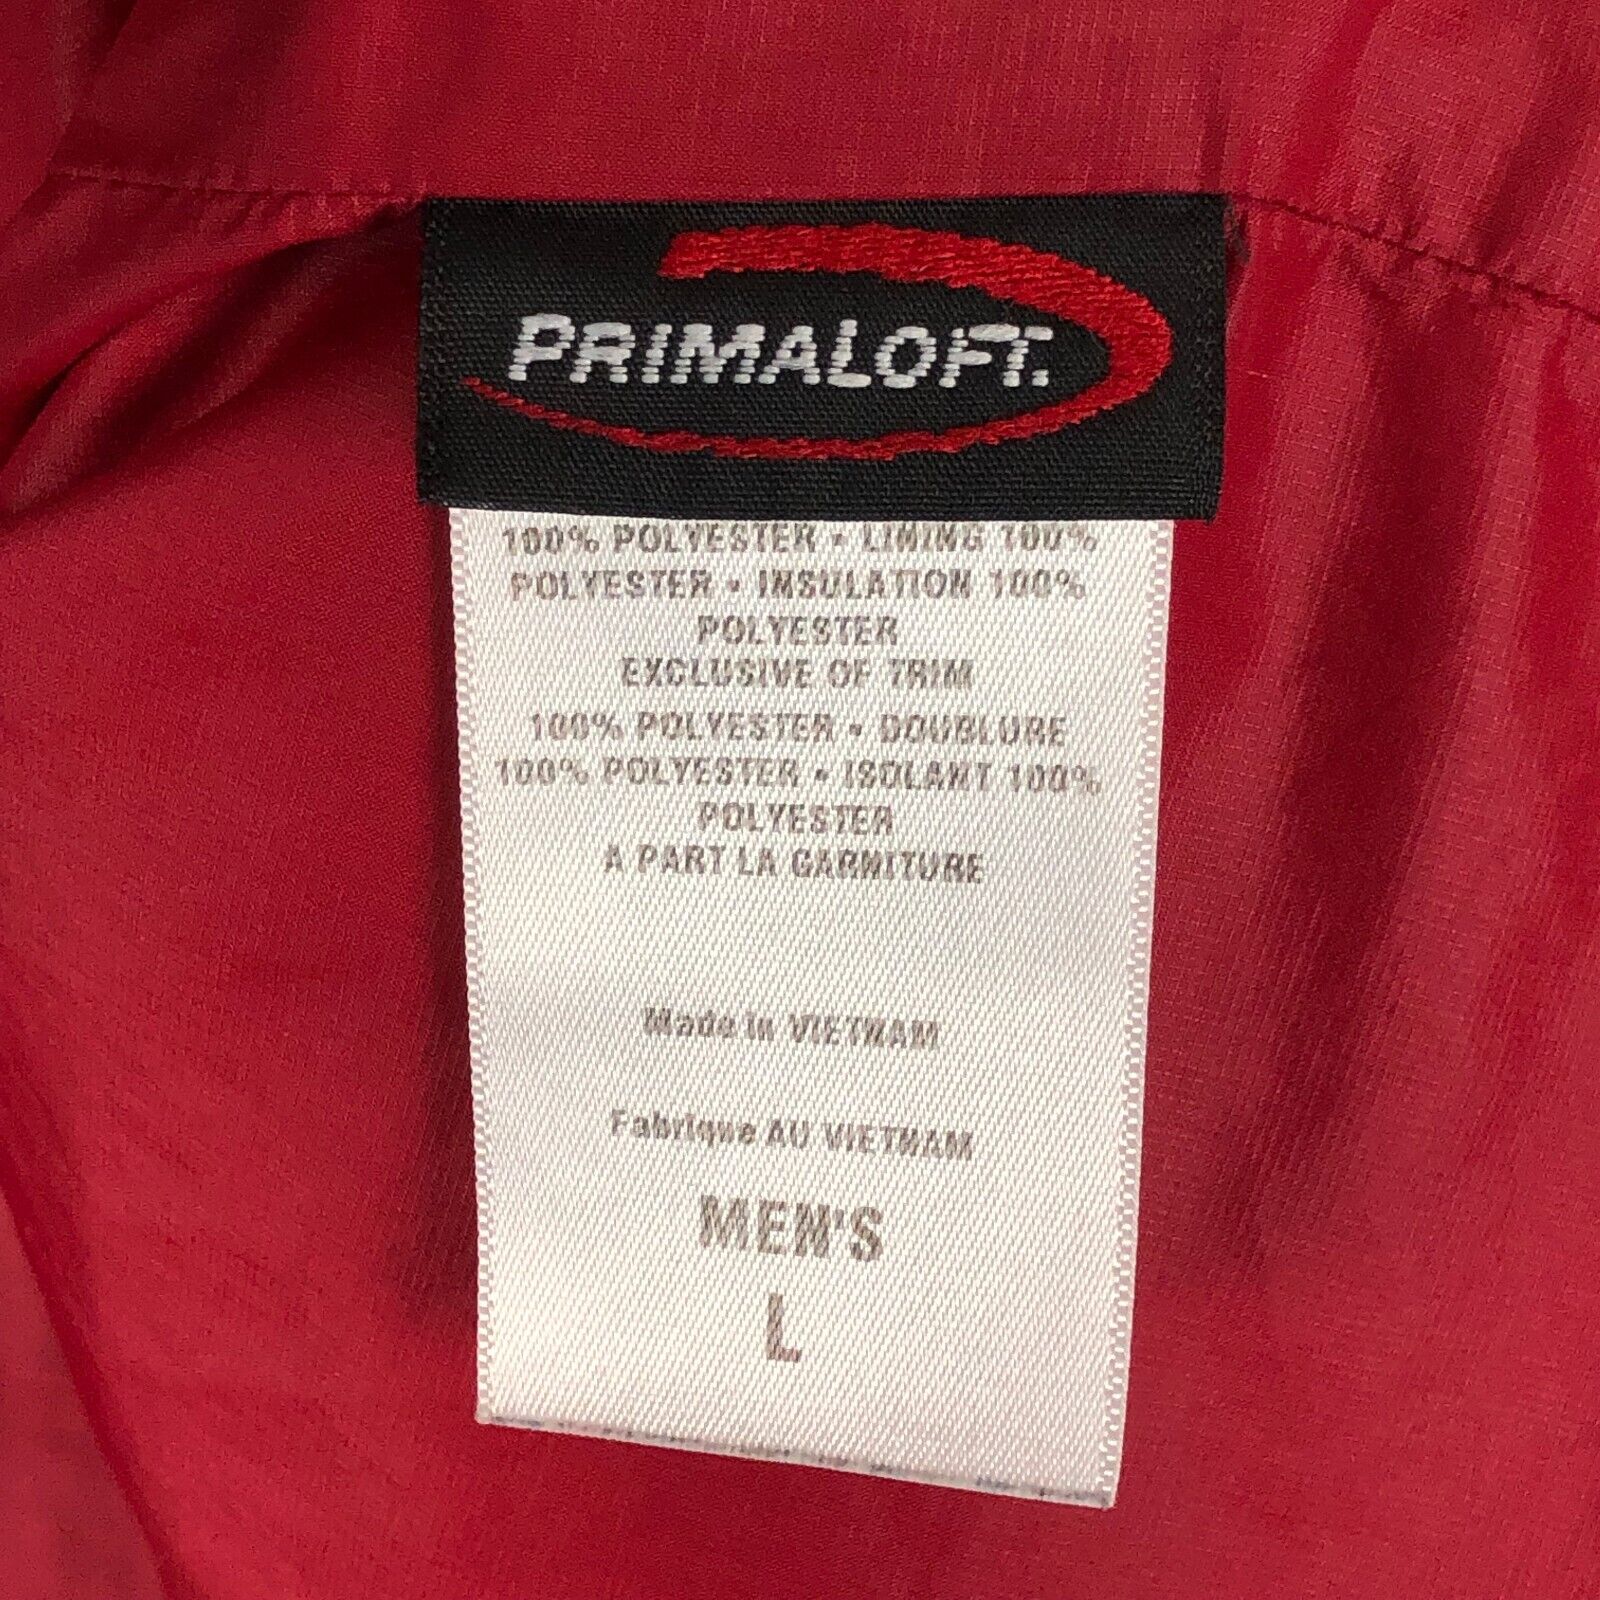 PRIMALOFT.
100% POLYESTER • LINING 100%
POLYESTER • INSULATION 100%
POLYESTER
EXCLUSIVE OF TRIM
100% POLYESTER • DOUBLURE
100% POLYESTER • ISOLANT 100%
POLYESTER
A PART LA GARNITURE
Made in VIETNAM
Fabrique AU VIETNAM
MEN'S
L